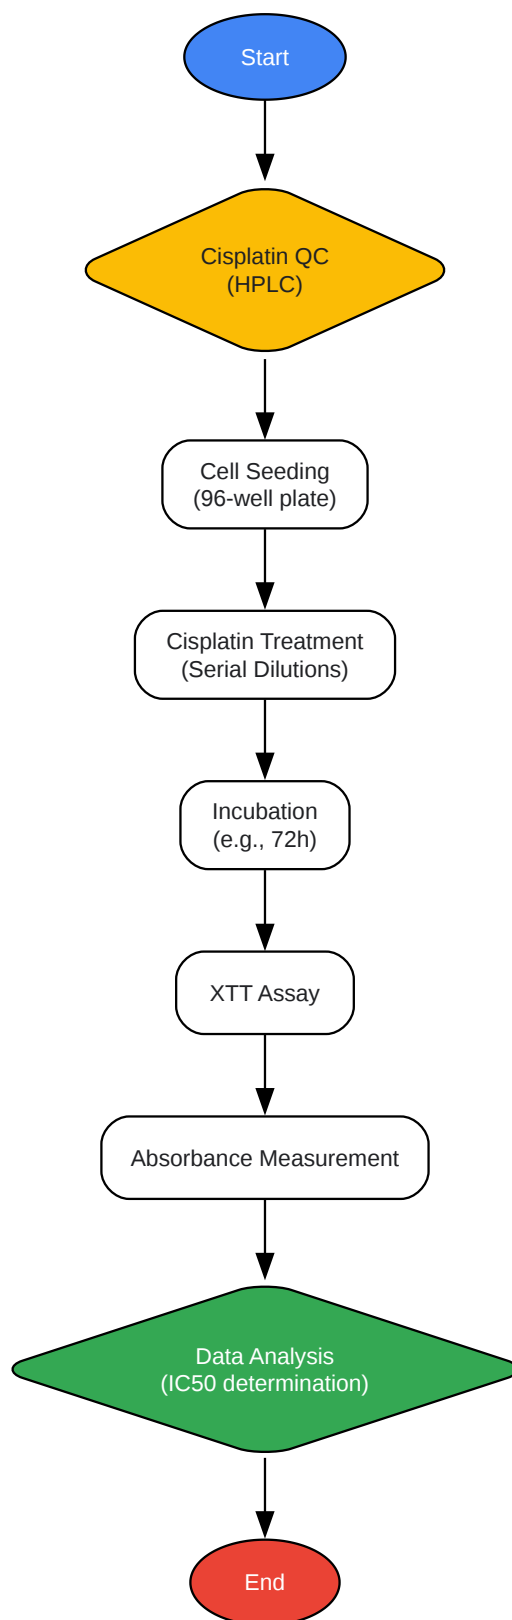 Start
Cisplatin QC
(HPLC)
Cell Seeding
(96-well plate)
Cisplatin Treatment
(Serial Dilutions)
Incubation
(e.g., 72h)
XTT Assay
Absorbance Measurement
Data Analysis
(IC50 determination)
End